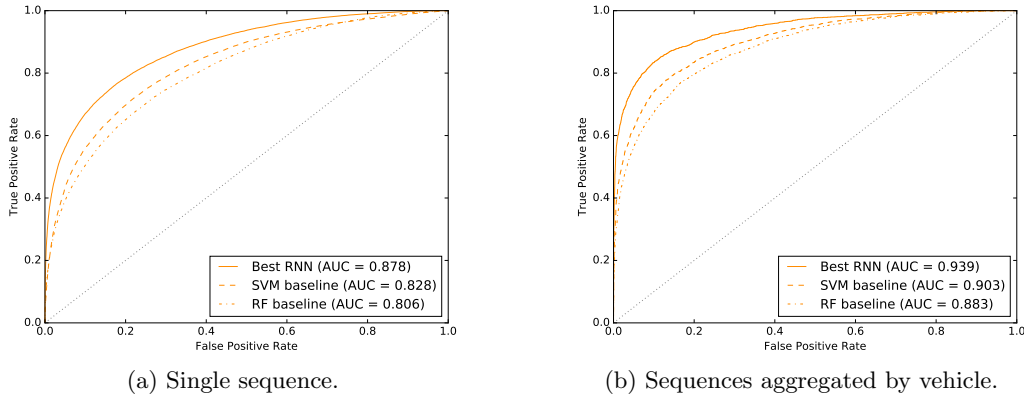 1.0
0.8
0.6
0.4
0.2
0.0
True Positive Rate
Best RNN (AUC = 0.878)
SVM baseline (AUC = 0.828)
RF baseline (AUC = 0.806)
0.0 0.2 0.4 0.6 0.8 1.0
False Positive Rate
(a) Single sequence.
1.0
0.8
0.6
0.4
0.2
0.0
True Positive Rate
Best RNN (AUC = 0.939)
SVM baseline (AUC = 0.903)
RF baseline (AUC = 0.883)
0.0 0.2 0.4 0.6 0.8 1.0
False Positive Rate
(b) Sequences aggregated by vehicle.